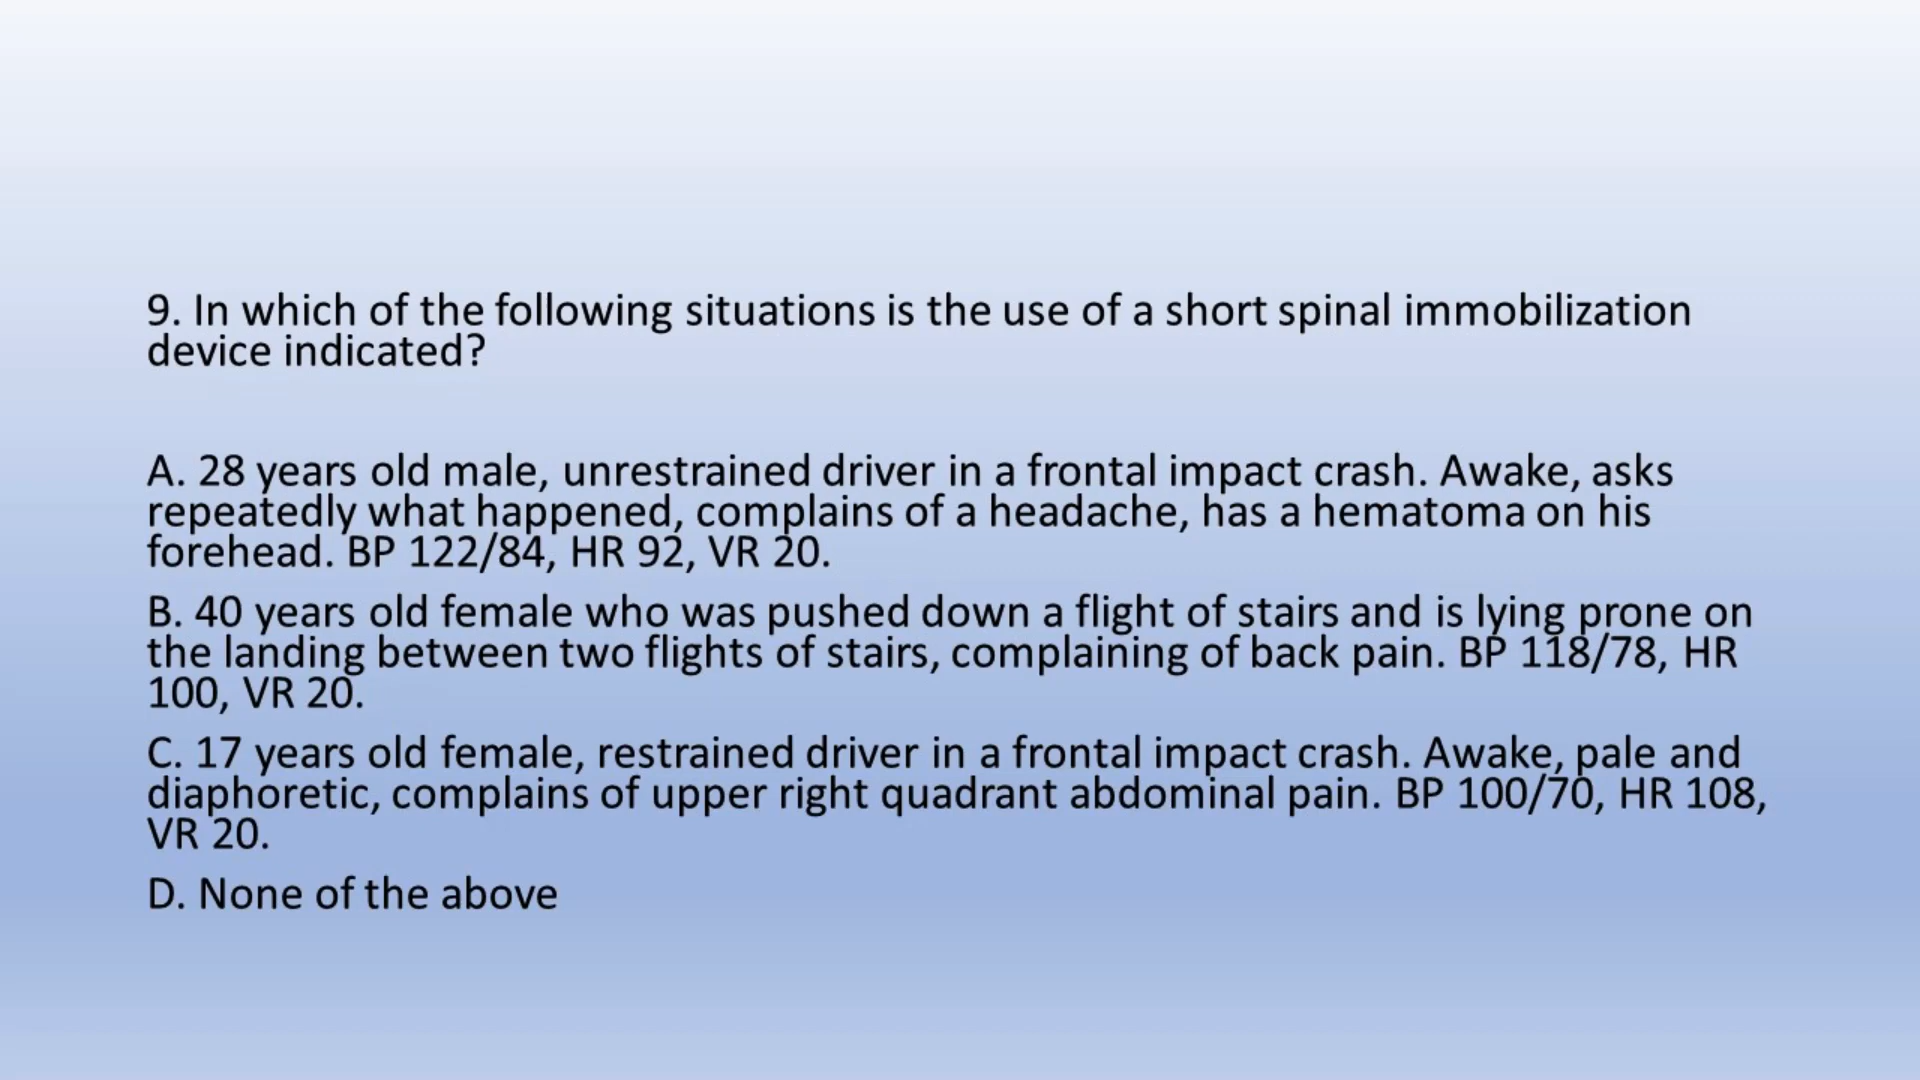 9. In which of the following situations is the use of a short spinal immobilization
device indicated?
A. 28 years old male, unrestrained driver in a frontal impact crash. Awake, asks
repeatedly what happened, complains of a headache, has a hematoma on his
forehead. BP 122/84, HR 92, VR 20.
B. 40 years old female who was pushed down a flight of stairs and is lying prone on
the landing between two flights of stairs, complaining of back pain. BP 118/78, HR
100, VR 20.
C. 17 years old female, restrained driver in a frontal impact crash. Awake, pale and
diaphoretic, complains of upper right quadrant abdominal pain. BP 100/70, HR 108,
VR 20.
D. None of the above